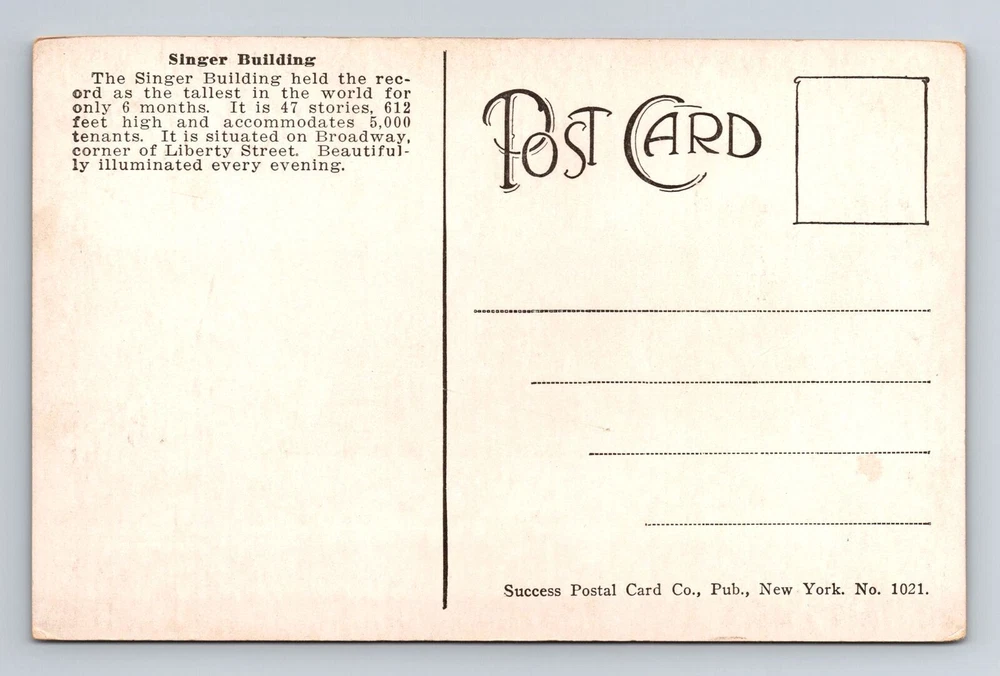 Singer Building
The Singer Building held the rec-
ord as the tallest in the world for
only 6 months. It is 47 stories, 612
feet high and accommodates 5,000
tenants. It is situated on Broadway,
corner of Liberty Street. Beautiful-
ly illuminated every evening.
POST CARD
Success Postal Card Co., Pub., New York. No. 1021.